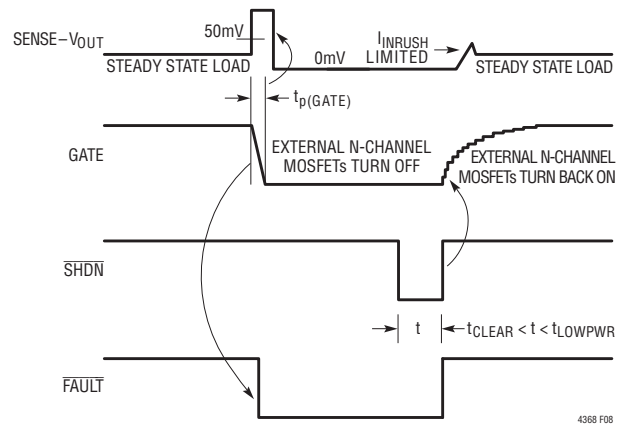 SENSE–VOUT
50mV
STEADY STATE LOAD
0mV
IINRUSH
LIMITED
STEADY STATE LOAD
tp(GATE)
GATE
EXTERNAL N-CHANNEL
MOSFETs TURN OFF
EXTERNAL N-CHANNEL
MOSFETs TURN BACK ON
SHDN
t
tCLEAR < t < tLOWPWR
FAULT
4368 F08